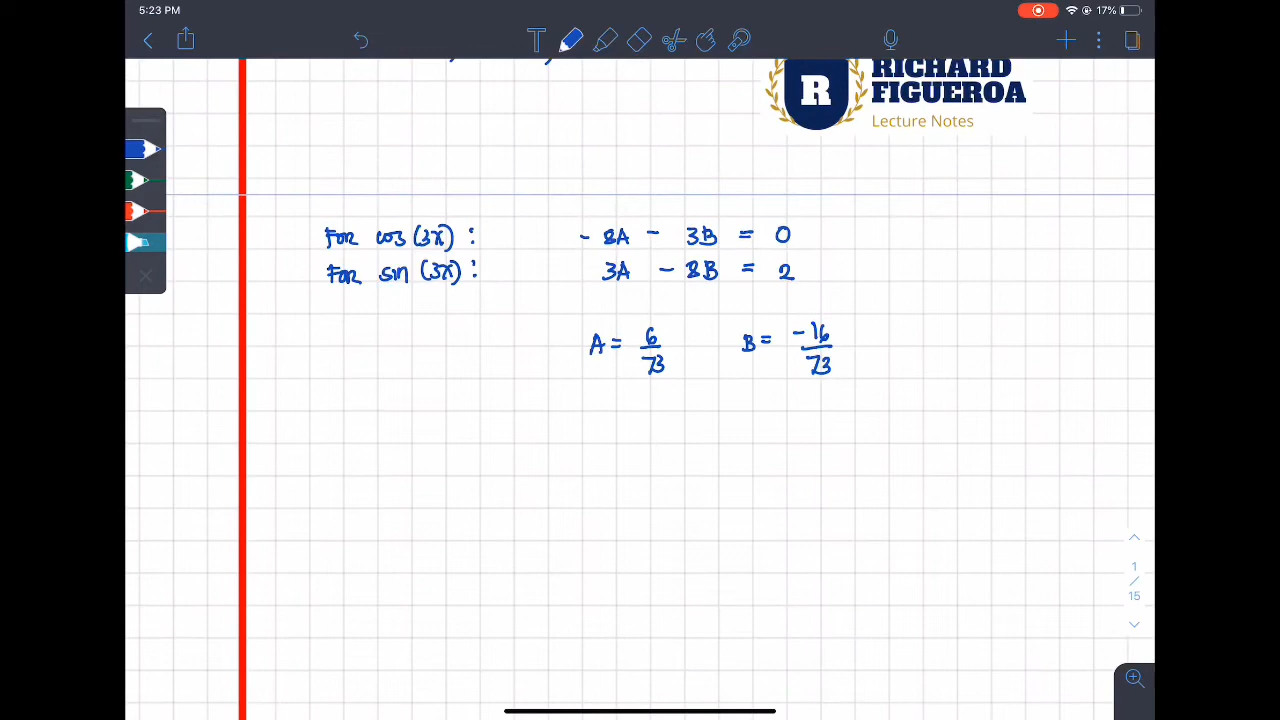 5:23 PM
17%
T
RICHARD
R
FIGUEROA
Lecture Notes
For cos (3x) : - 8A - 3B = 0
For sin (3x) : 3A - 8B = 2
A = 6/73 B = -16/73
1
/
15